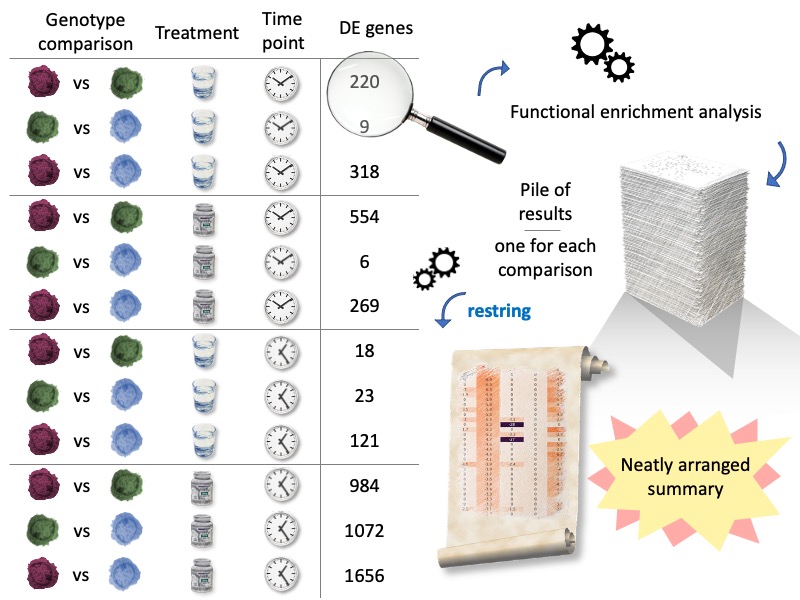 Genotype comparison
Treatment
Time point
DE genes
vs
220
vs
9
vs
318
vs
554
vs
6
vs
269
vs
18
vs
23
vs
121
vs
984
vs
1072
vs
1656
Functional enrichment analysis
Pile of
results
one for each
comparison
restring
Neatly arranged
summary